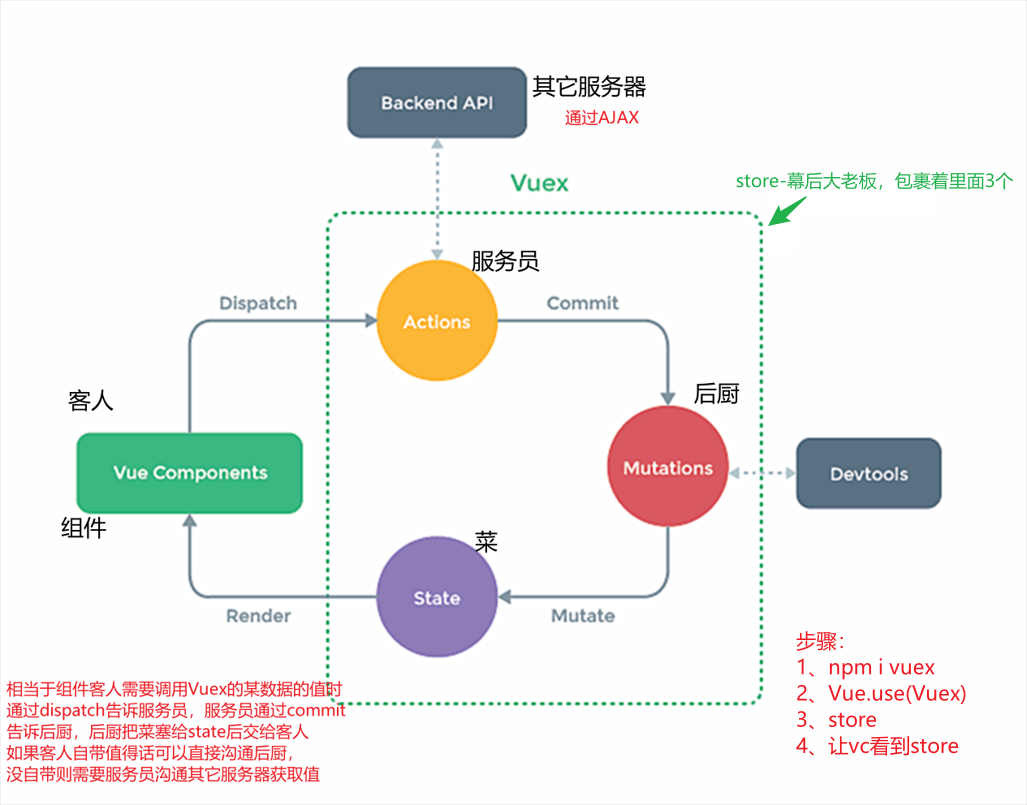 Backend API
其它服务器
通过AJAX
Vuex
store-幕后大老板，包裹着里面3个
服务员
Dispatch
Actions
Commit
客人
后厨
Vue Components
Mutations
Devtools
组件
菜
State
Render
Mutate
步骤：
1、npm i vuex
2、Vue.use(Vuex)
3、store
4、让vc看到store
相当于组件客人需要调用Vuex的某数据的值时
通过dispatch告诉服务员，服务员通过commit
告诉后厨，后厨把菜塞给state后交给客人
如果客人自带值得话可以直接沟通后厨，
没自带则需要服务员沟通其它服务器获取值